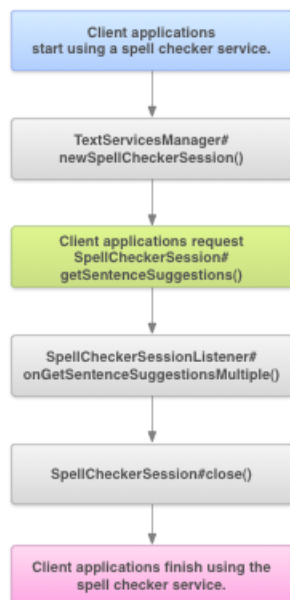 Client applications
start using a spell checker service.
TextServicesManager#
newSpellCheckerSession()
Client applications request
SpellCheckerSession#
getSentenceSuggestions()
SpellCheckerSessionListener#
onGetSentenceSuggestionsMultiple()
SpellCheckerSession#close()
Client applications finish using the
spell checker service.